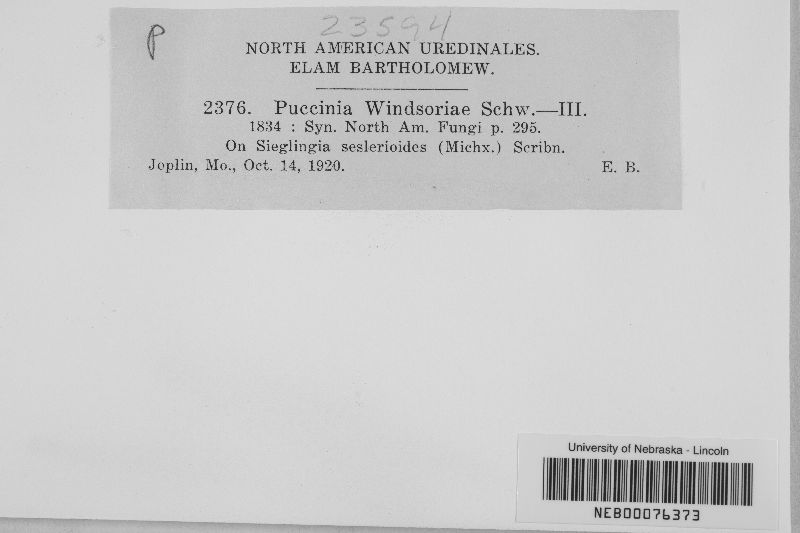 23594
P
NORTH AMERICAN UREDINALES.
ELAM BARTHOLOMEW.
2376. Puccinia Windsoriae Schw.—III.
1834 : Syn. North Am. Fungi p. 295.
On Sieglingia seslerioides (Michx.) Scribn.
Joplin, Mo., Oct. 14, 1920. E. B.
University of Nebraska - Lincoln
NEB00076373